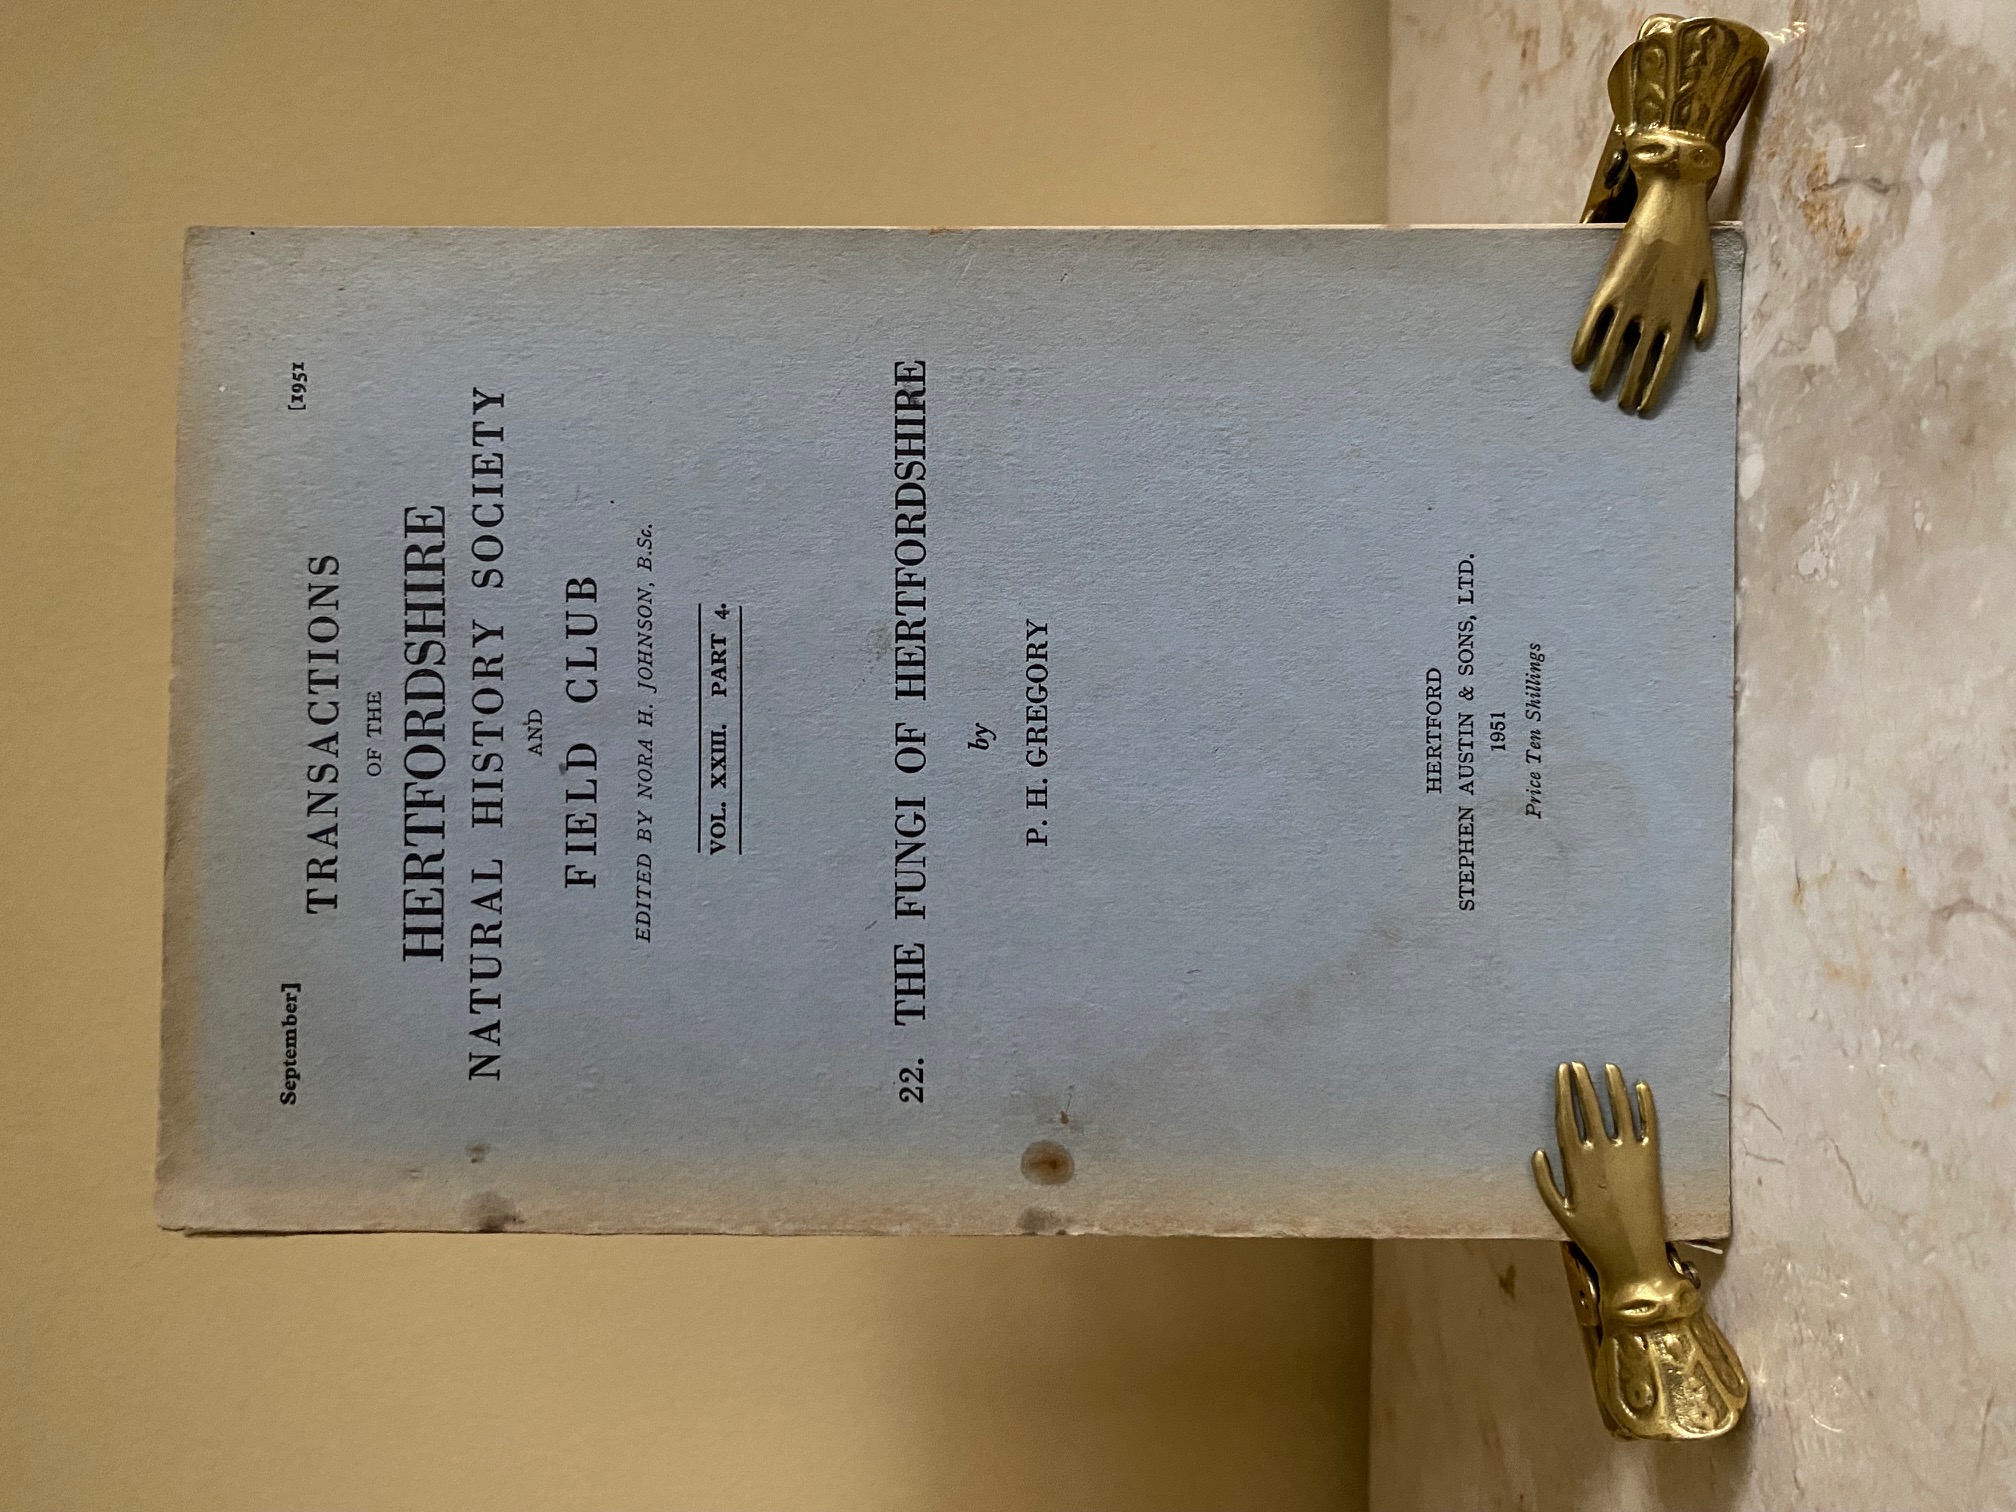 September] [1951
TRANSACTIONS
OF THE
HERTFORDSHIRE
NATURAL HISTORY SOCIETY
AND
FIELD CLUB
EDITED BY NORA H. JOHNSON, B.Sc.
VOL. XXIII. PART 4.
22. THE FUNGI OF HERTFORDSHIRE
by
P. H. GREGORY
HERTFORD
STEPHEN AUSTIN & SONS, LTD.
1951
Price Ten Shillings